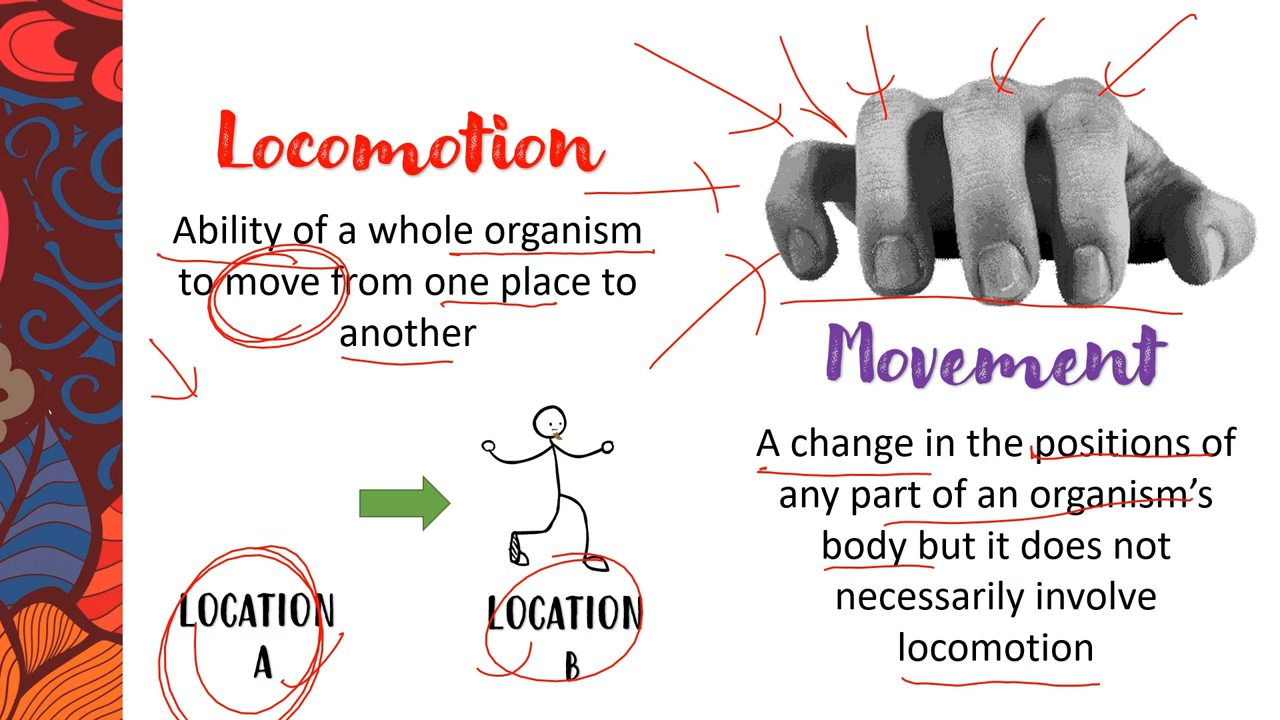 Locomotion
Ability of a whole organism
to move from one place to
another
LOCATION
A
LOCATION
B
Movement
A change in the positions of
any part of an organism's
body but it does not
necessarily involve
locomotion